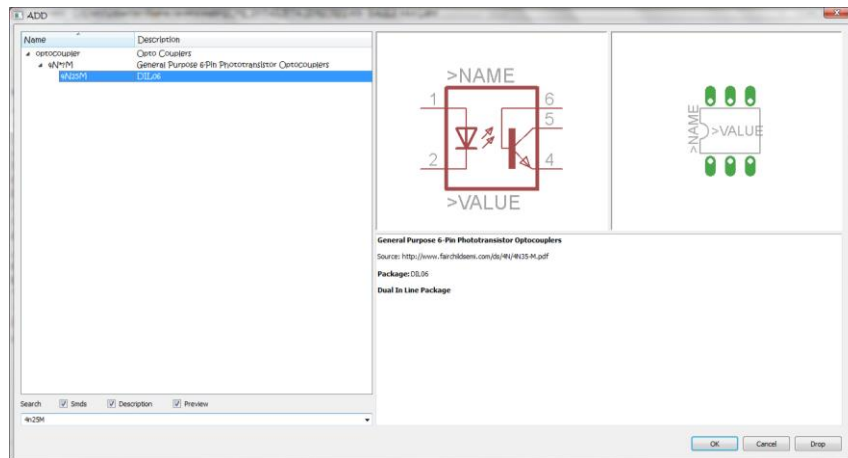 ADD
Name Description
optocoupler Opto Couplers
4N*?M General Purpose 6-Pin Phototransistor Optocouplers
4N25M DIL06
>NAME
1
2
6
5
4
>VALUE
>NAME
>VALUE
General Purpose 6-Pin Phototransistor Optocouplers
Source: http://www.fairchildsemi.com/ds/4N/4N35-M.pdf
Package: DIL06
Dual In Line Package
Search Smds Description Preview
4n25M
OK Cancel Drop